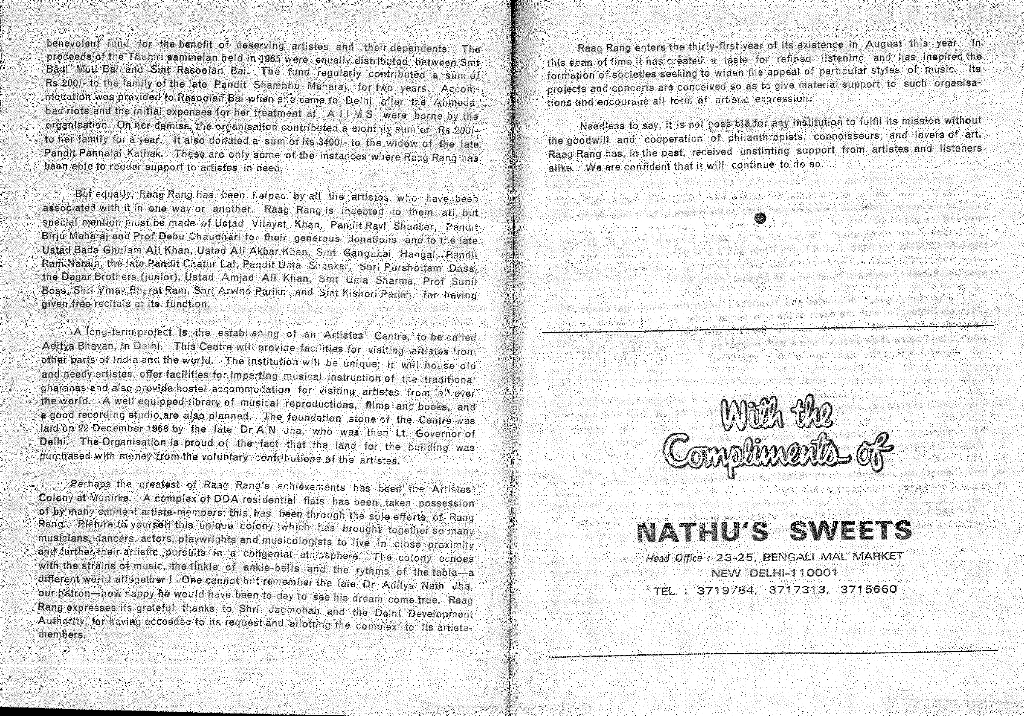 benevolent fund for the benefit of deserving artistes and their dependents. The
proceeds of the sammelan held in 1965 were equally distributed between Smt
Bai and Smt Rasoolan Bai. The fund regularly contributed a sum of
Rs 200/- to the family of the late Pandit Shambhu Maharaj, for two years. Accom-
modation was provided to Rasoolan Bai when she came to Delhi after the
riots and the initial expenses for her treatment at A I I M S were borne by the
organisation. On her demise, the organisation contributed a monthly sum of Rs 200/-
to her family for a year. It also donated a sum of Rs 3400/- to the widow of the late
Pandit Pannalal Kathak. These are only some of the instances where Raag Rang has
been able to render support to artistes in need.
But equally, Raag Rang has been helped by all the artistes who have been
associated with it in one way or another. Raag Rang is indebted to them all, but
special mention must be made of Ustad Vilayat Khan, Pandit Ravi Shankar, Pandit
Birju Maharaj and Prof Debu Chaudhari for their generous donations and to the late
Ustad Bada Ghulam Ali Khan, Ustad Ali Akbar Khan, Smt Gangubai Hangal, Pandit
Ram Narain, the late Pandit Chatur Lal, Pandit Uma Shankar, Shri Purshottam Dass,
the Dagar Brothers (junior), Ustad Amjad Ali Khan, Smt Uma Sharma, Prof Sunil
Bose, Shri Vinay Bharat Ram, Shri Arvind Parikh and Smt Kishori Parikh for having
given free recitals at its function.
A long-term project is the establishing of an Artistes' Centre, to be called
Aditya Bhavan, in Delhi. This Centre will provide facilities for visiting artistes from
other parts of India and the world. The institution will be unique; it will house old
and needy artistes, offer facilities for imparting musical instruction of the traditional
gharanas and also provide hostel accommodation for visiting artistes from all over
the world. A well equipped library of musical reproductions, films and books, and
a good recording studio are also planned. The foundation stone of the Centre was
laid on 22 December 1968 by the late Dr A N Jha, who was then Lt. Governor of
Delhi. The Organisation is proud of the fact that the land for the building was
purchased with money from the voluntary contributions of the artistes.
Perhaps the greatest of Raag Rang's achievements has been the Artistes'
Colony at Munirka. A complex of DDA residential flats has been taken possession
of by many eminent artiste-members; this has been through the sole efforts of Raag
Rang. Picture to yourself this unique colony which has brought together so many
musicians, dancers, actors, playwrights and musicologists to live in close proximity
and further their artistic pursuits in a congenial atmosphere. The colony echoes
with the strains of music, the tinkle of ankle-bells and the rythms of the tabla—a
different world altogether! One cannot but remember the late Dr Aditya Nath Jha,
our patron—how happy he would have been to day to see his dream come true. Raag
Rang expresses its grateful thanks to Shri Jagmohan and the Delhi Development
Authority for having acceeded to its request and allotting the complex to its artiste-
members.
Raag Rang enters the thirty-first year of its existence in August this year. In
this span of time it has created a taste for refined listening and has inspired the
formation of societies seeking to widen the appeal of particular styles of music. Its
projects and concerts are conceived so as to give material support to such organisa-
tions and encourage all form of artistic expression.
Needless to say, it is not possible for any institution to fulfil its mission without
the goodwill and cooperation of philanthropists, connoisseurs, and lovers of art.
Raag Rang has, in the past, received unstinting support from artistes and listeners
alike. We are confident that it will continue to do so.
With the
Compliments of
NATHU'S SWEETS
Head Office : 23-25, BENGALI MAL MARKET
NEW DELHI-110001
TEL : 3719784, 3717313, 3715660